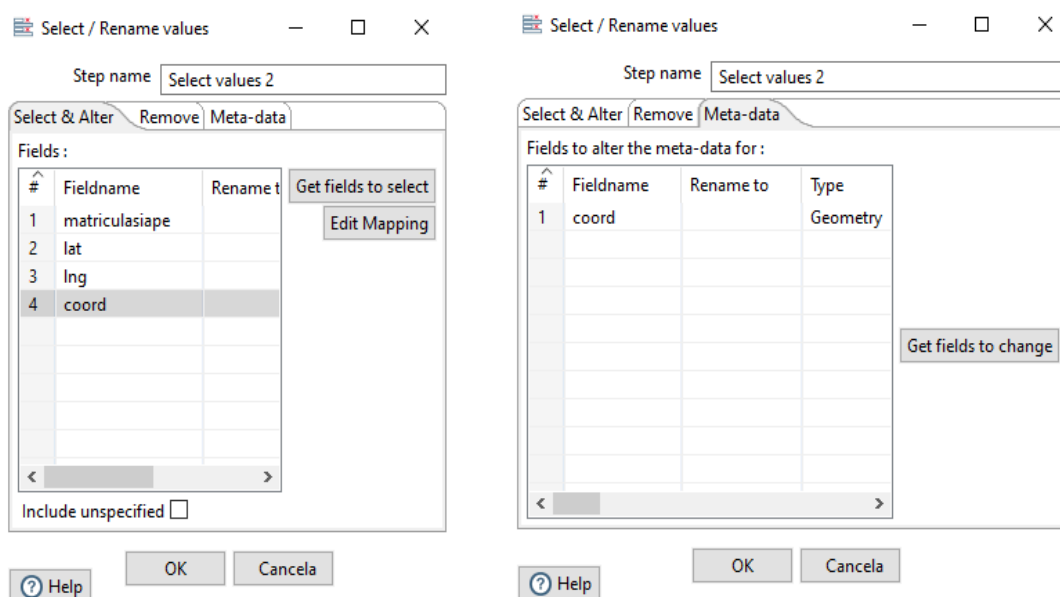 Select / Rename values
Step name Select values 2
Select & Alter Remove Meta-data
Fields :
# Fieldname Rename t
Get fields to select
1 matriculasiape
Edit Mapping
2 lat
3 lng
4 coord
Include unspecified
OK Cancela
Help
Select / Rename values
Step name Select values 2
Select & Alter Remove Meta-data
Fields to alter the meta-data for :
# Fieldname Rename to Type
1 coord Geometry
Get fields to change
OK Cancela
Help